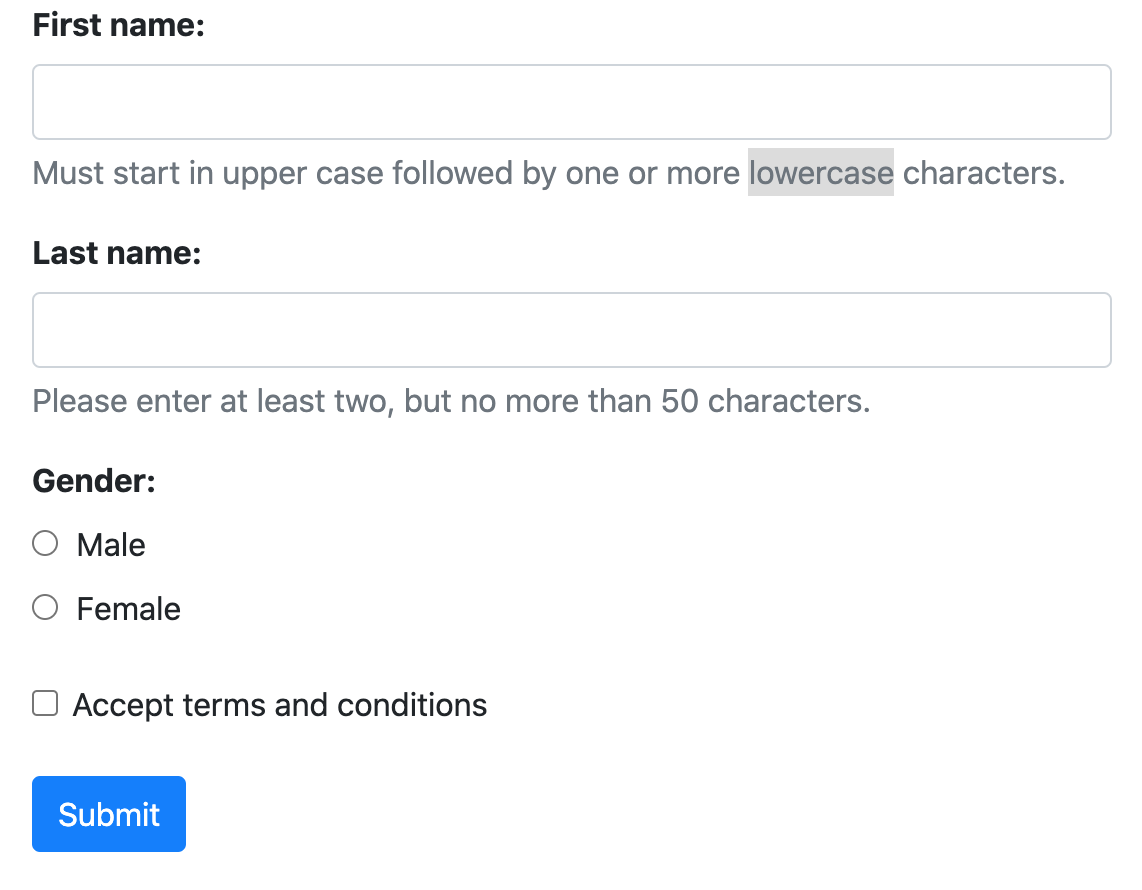 First name:
Must start in upper case followed by one or more lowercase characters.
Last name:
Please enter at least two, but no more than 50 characters.
Gender:
Male
Female
Accept terms and conditions
Submit